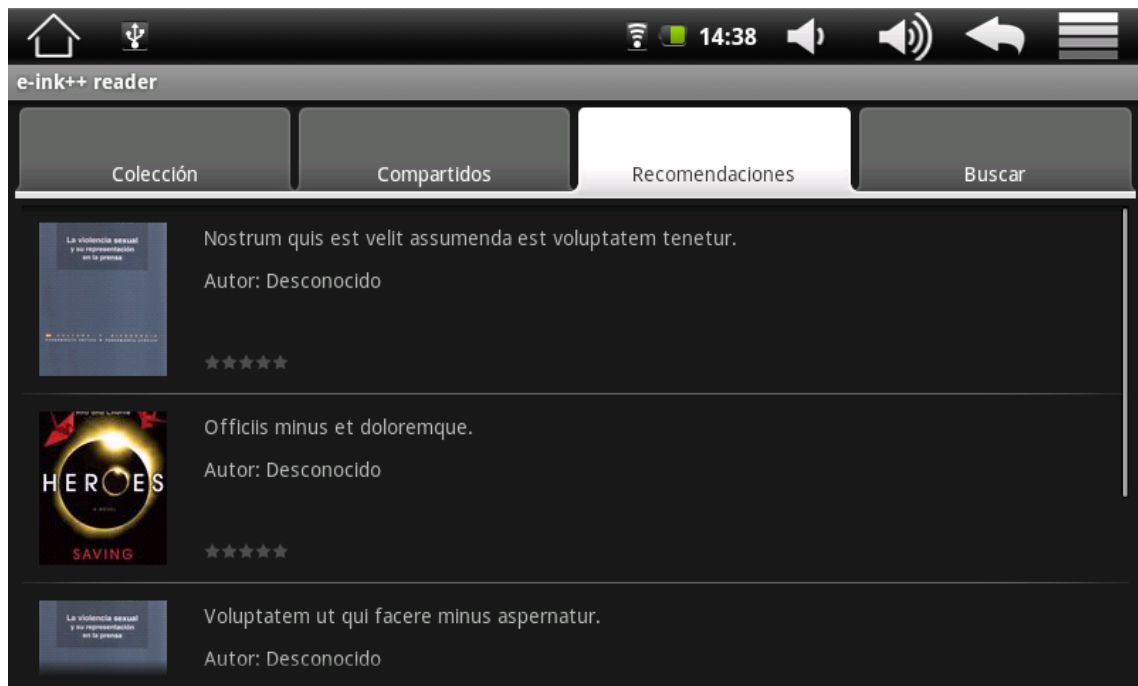 14:38
e-ink++ reader
Colección
Compartidos
Recomendaciones
Buscar
La violencia sexual
y su representación
en la prensa
Nostrum quis est velit assumenda est voluptatem tenetur.
Autor: Desconocido
HEROES
A NOVEL
SAVING
Officiis minus et doloremque.
Autor: Desconocido
La violencia sexual
y su representación
en la prensa
Voluptatem ut qui facere minus aspernatur.
Autor: Desconocido